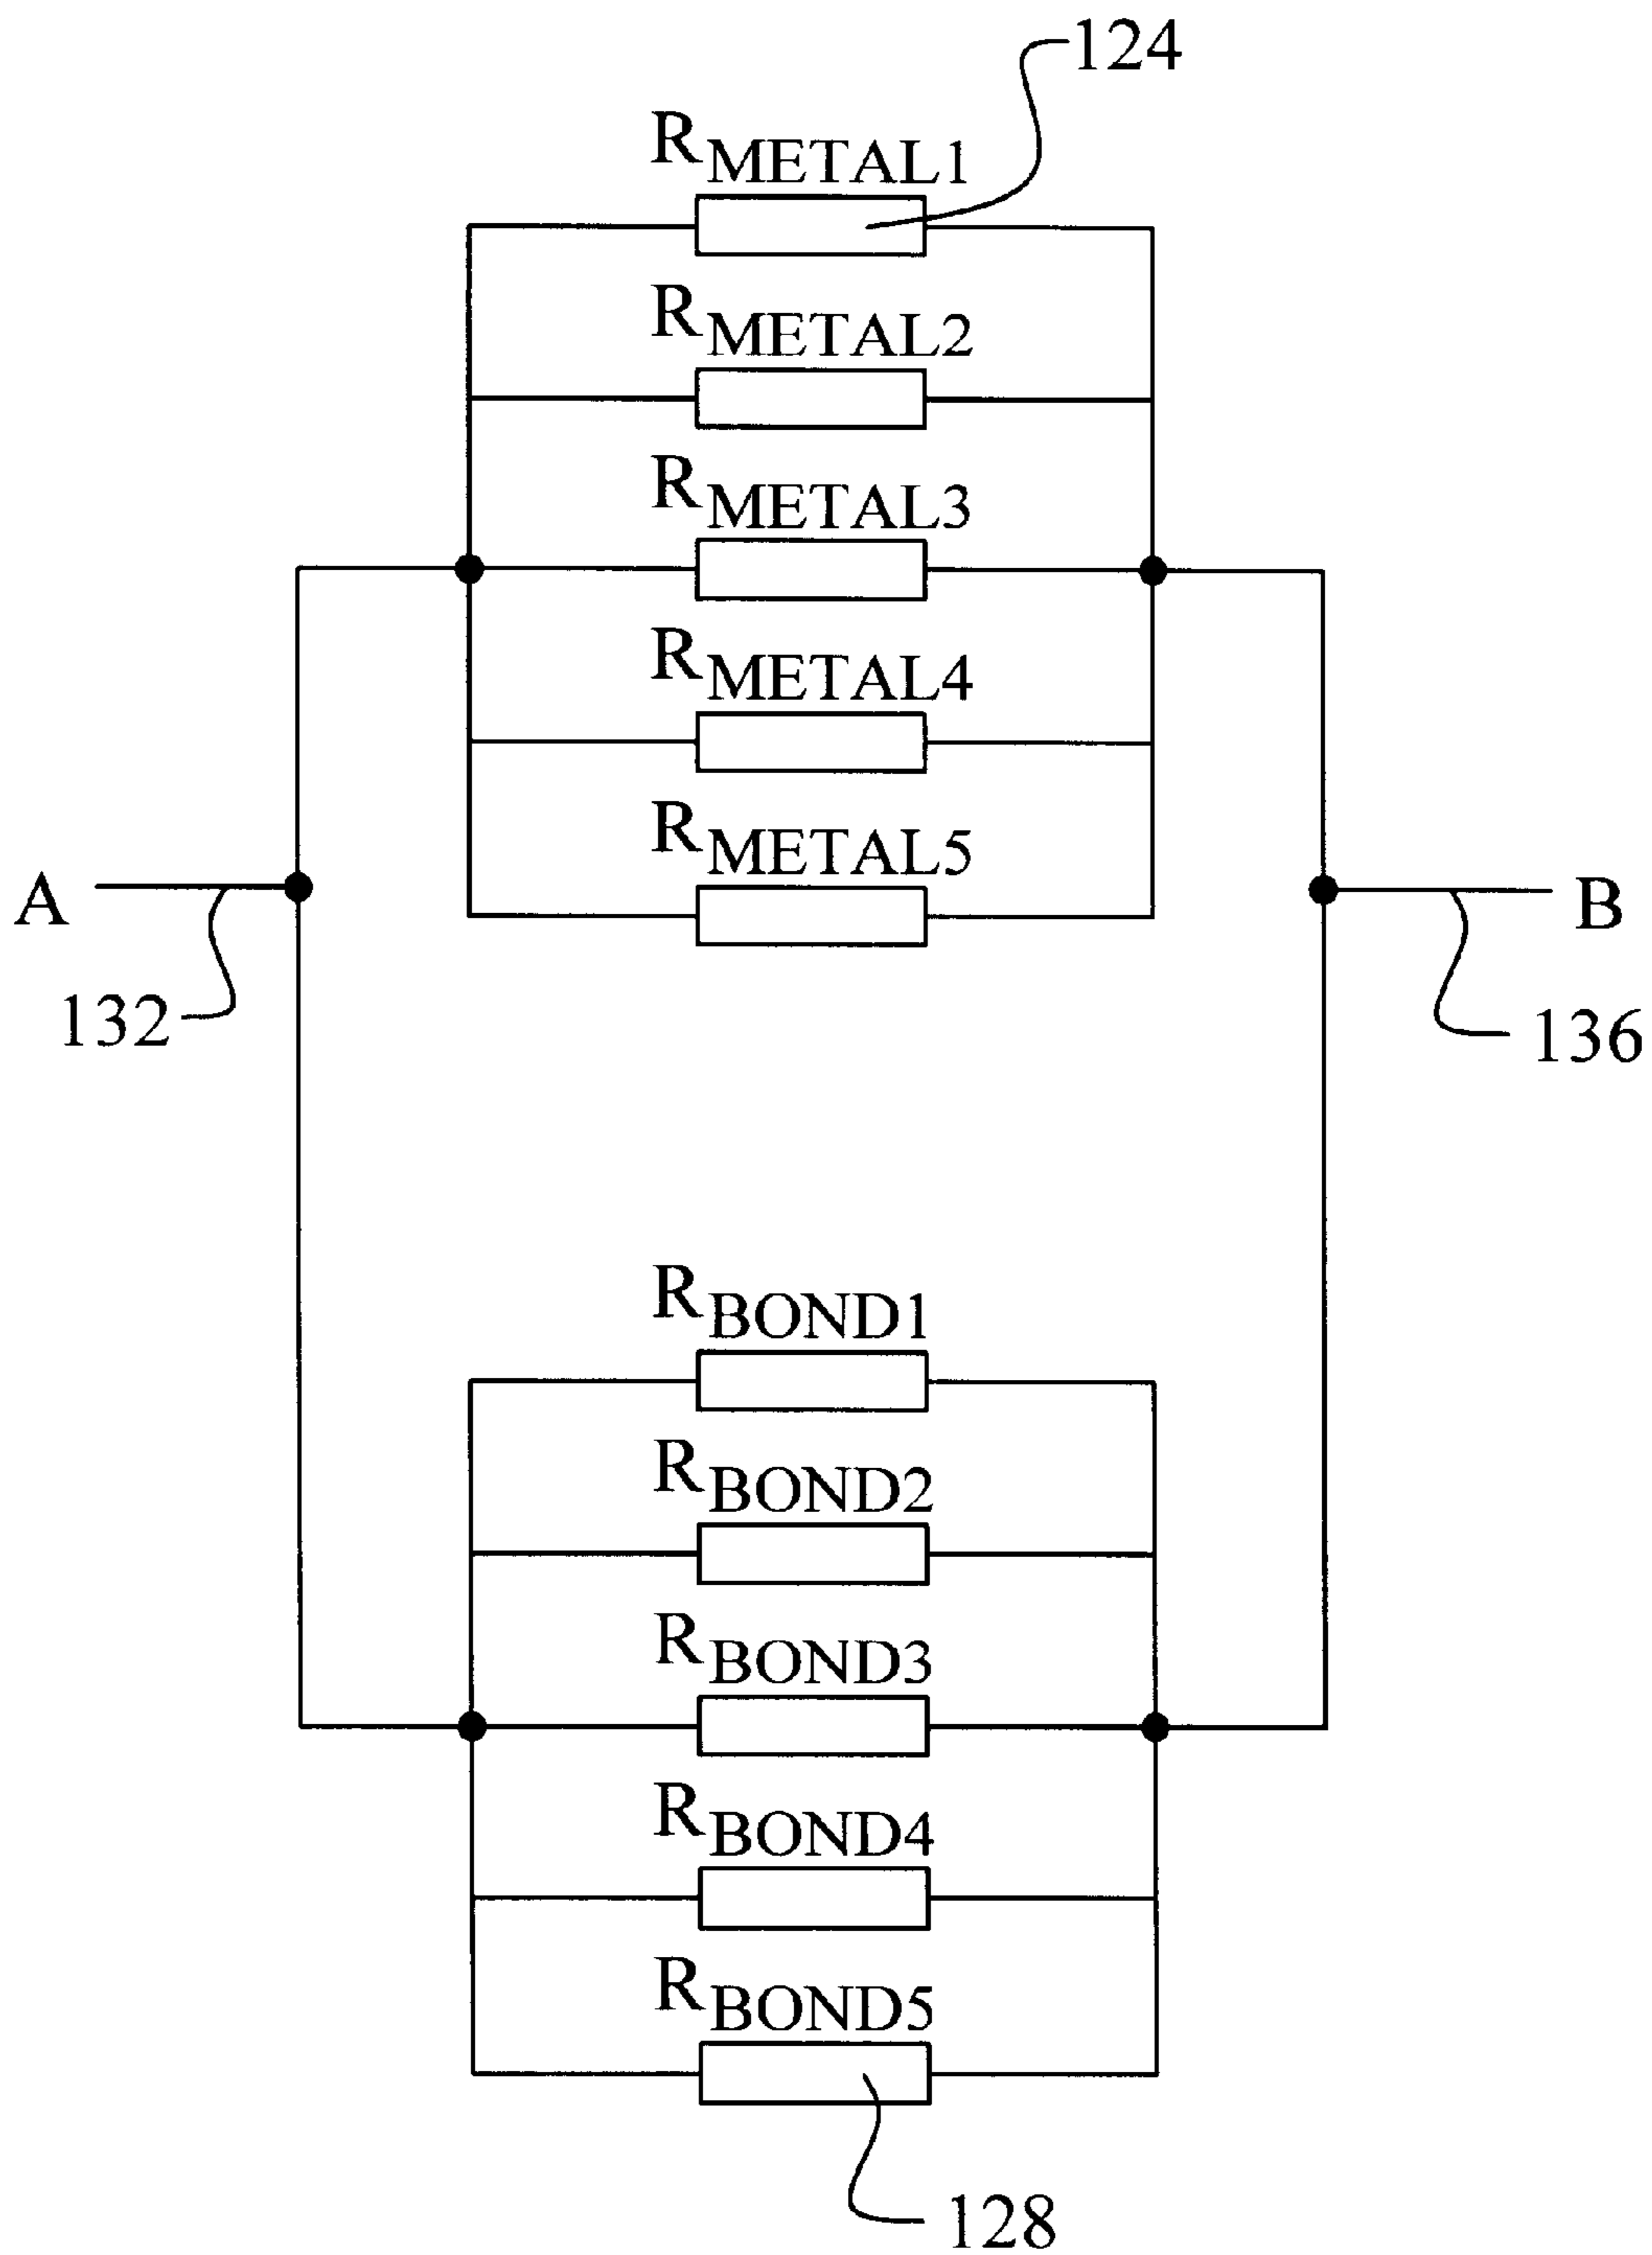 124
RMETAL1
RMETAL2
RMETAL3
RMETAL4
RMETAL5
A
B
132
136
RBOND1
RBOND2
RBOND3
RBOND4
RBOND5
128